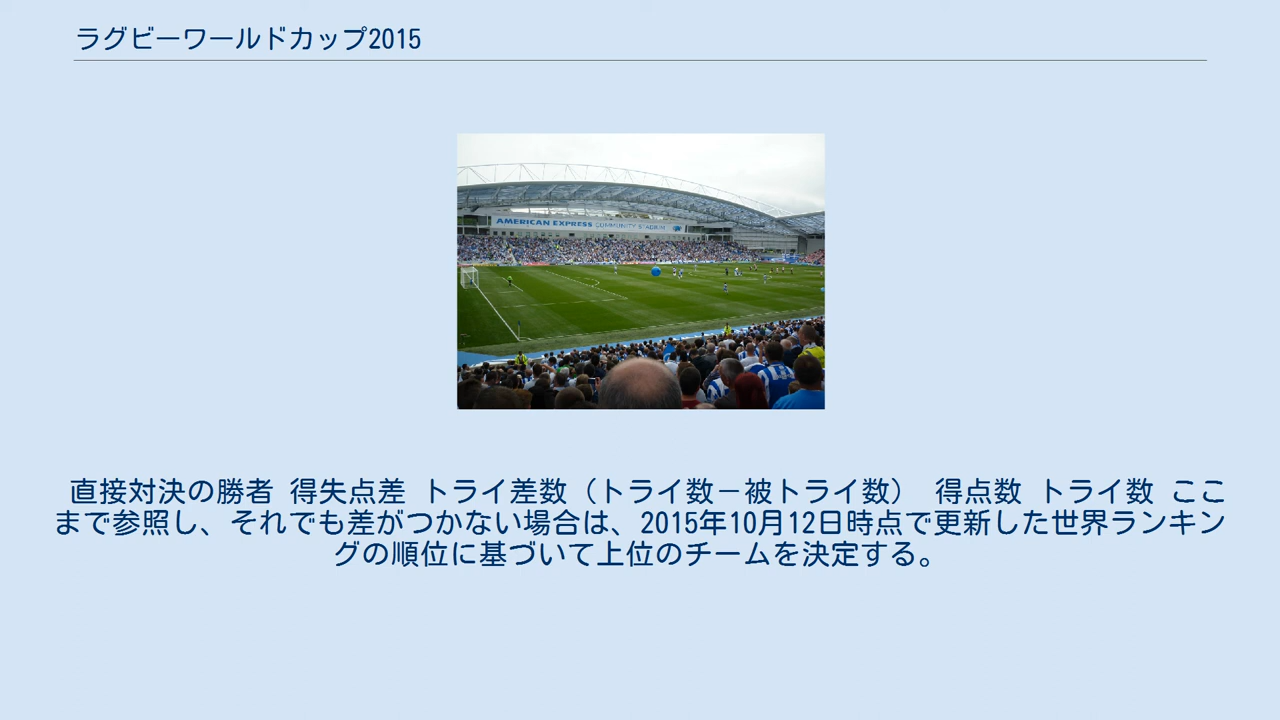 ラグビーワールドカップ2015
AMERICAN EXPRESS COMMUNITY STADIUM
直接対決の勝者 得失点差 トライ差数（トライ数－被トライ数） 得点数 トライ数 ここ
まで参照し、それでも差がつかない場合は、2015年10月12日時点で更新した世界ランキン
グの順位に基づいて上位のチームを決定する。